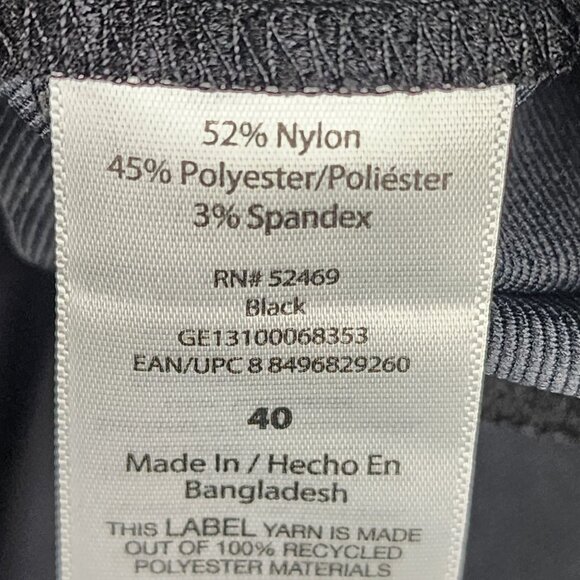 52% Nylon
45% Polyester/Poliéster
3% Spandex
RN# 52469
Black
GE13100068353
EAN/UPC 8 8496829260
40
Made In / Hecho En
Bangladesh
THIS LABEL YARN IS MADE
OUT OF 100% RECYCLED
POLYESTER MATERIALS